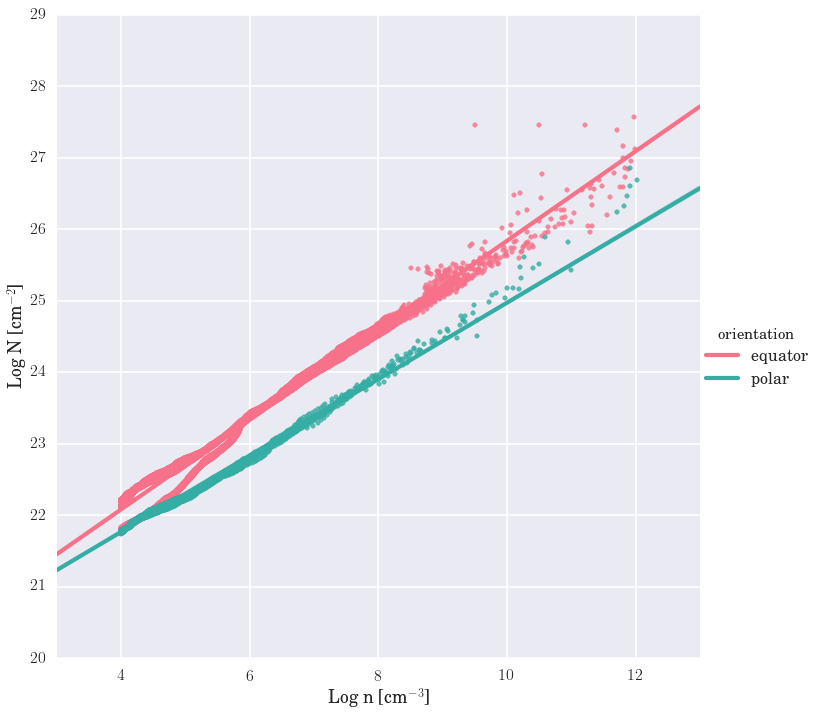 29
28
27
26
25
24
23
22
21
20
Log N [cm⁻²]
4 6 8 10 12
Log n [cm⁻³]
orientation
equator
polar